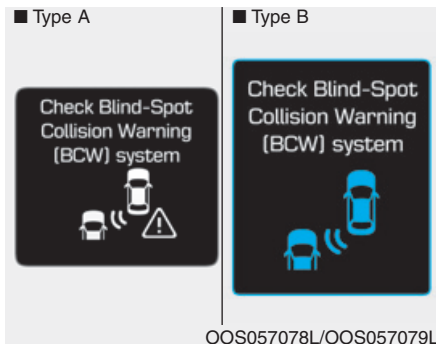 ■ Type A
■ Type B
Check Blind-Spot
Collision Warning
(BCW) system
Check Blind-Spot
Collision Warning
(BCW) system
OOS057078L/OOS057079L